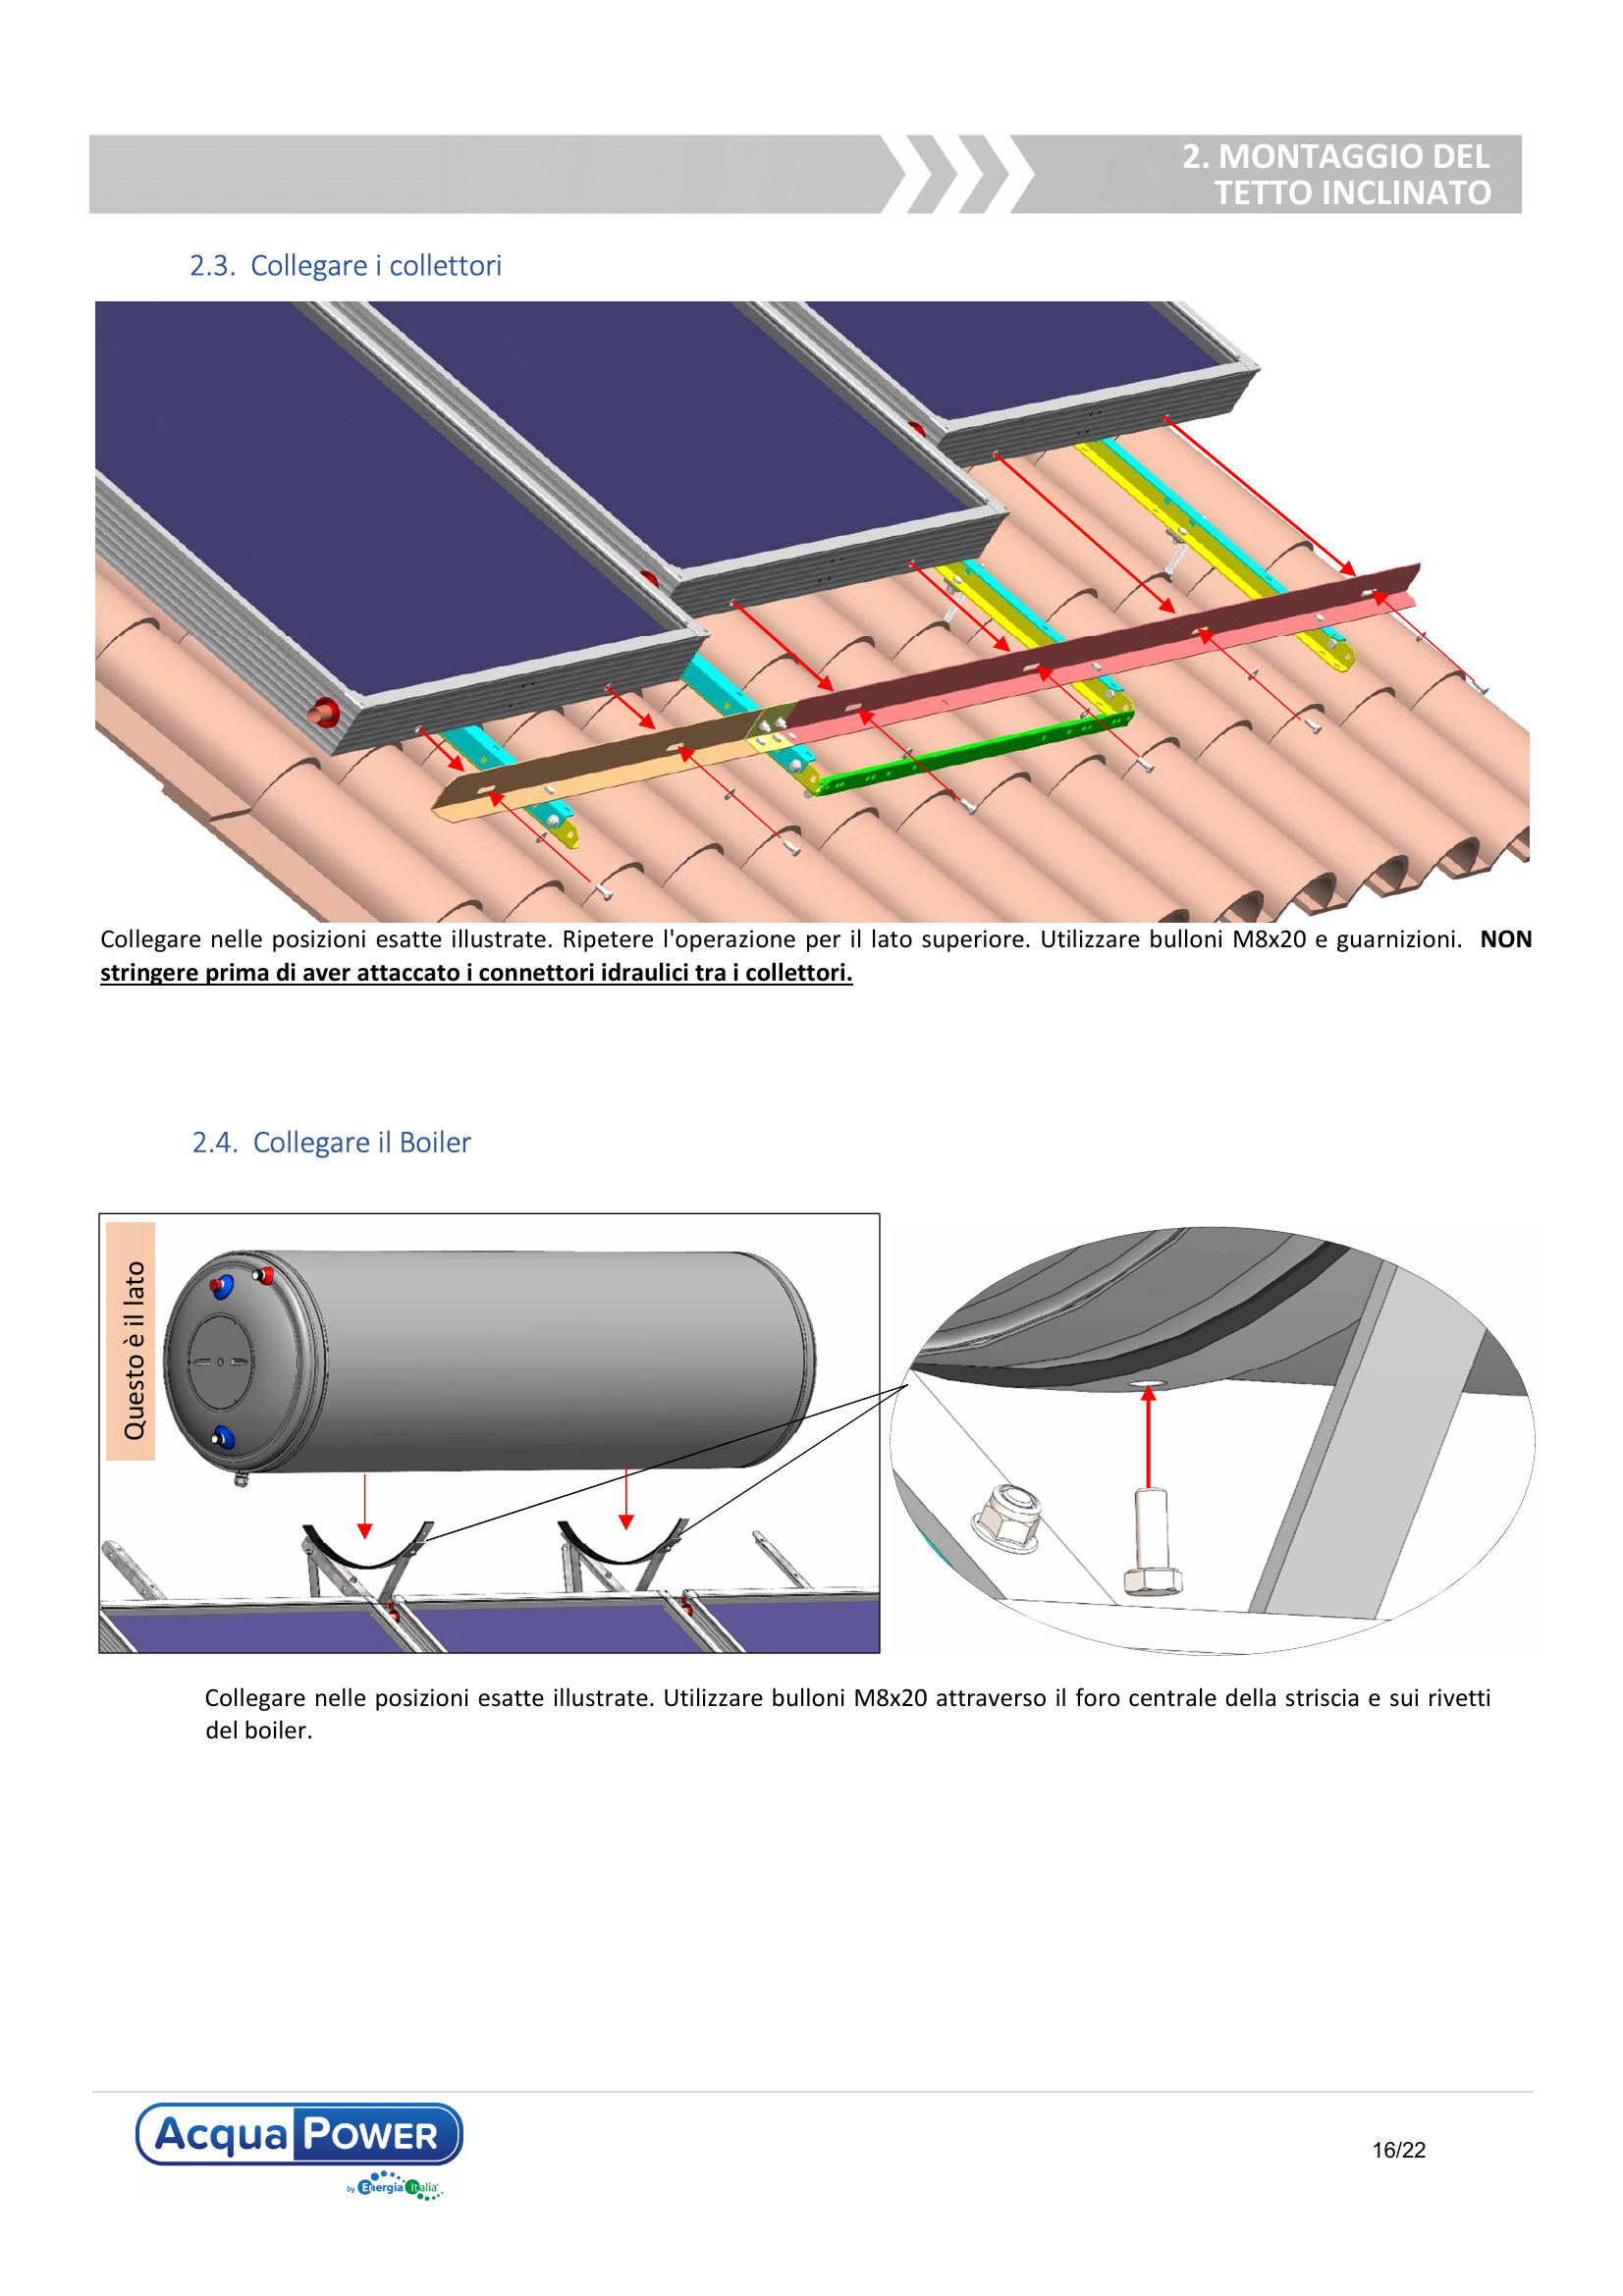 2. MONTAGGIO DEL
TETTO INCLINATO
2.3. Collegare i collettori
Collegare nelle posizioni esatte illustrate. Ripetere l'operazione per il lato superiore. Utilizzare bulloni M8x20 e guarnizioni. NON
stringere prima di aver attaccato i connettori idraulici tra i collettori.
2.4. Collegare il Boiler
Questo è il lato
Collegare nelle posizioni esatte illustrate. Utilizzare bulloni M8x20 attraverso il foro centrale della striscia e sui rivetti
del boiler.
Acqua POWER
by Energia Italia
16/22